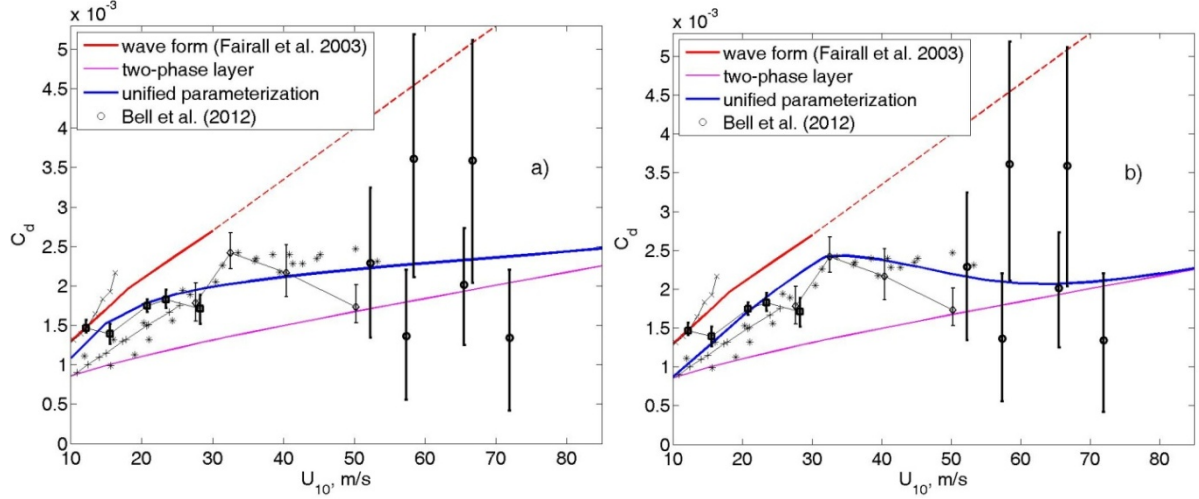 x 10⁻³
wave form (Fairall et al. 2003)
two-phase layer
unified parameterization
Bell et al. (2012)
a)
C_d
5
4.5
4
3.5
3
2.5
2
1.5
1
0.5
0
10 20 30 40 50 60 70 80
U₁₀, m/s
x 10⁻³
wave form (Fairall et al. 2003)
two-phase layer
unified parameterization
Bell et al. (2012)
b)
C_d
5
4.5
4
3.5
3
2.5
2
1.5
1
0.5
0
10 20 30 40 50 60 70 80
U₁₀, m/s